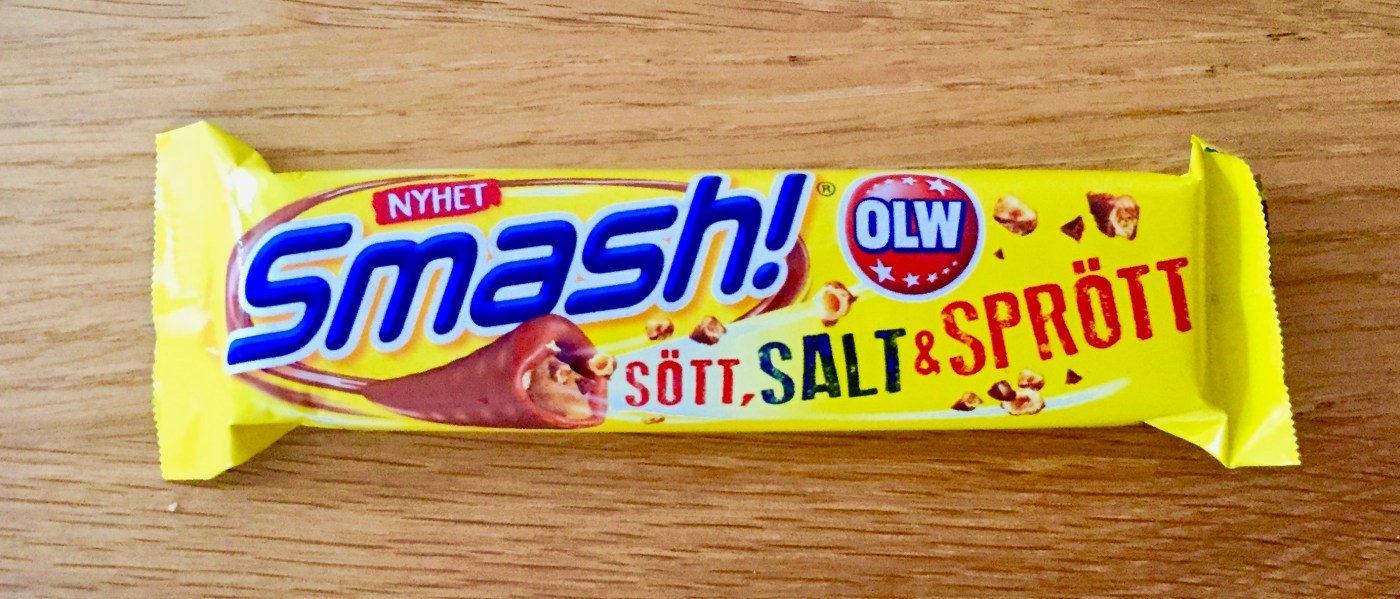 NYHET
Smash!®
OLW
SÖTT, SALT & SPRÖTT